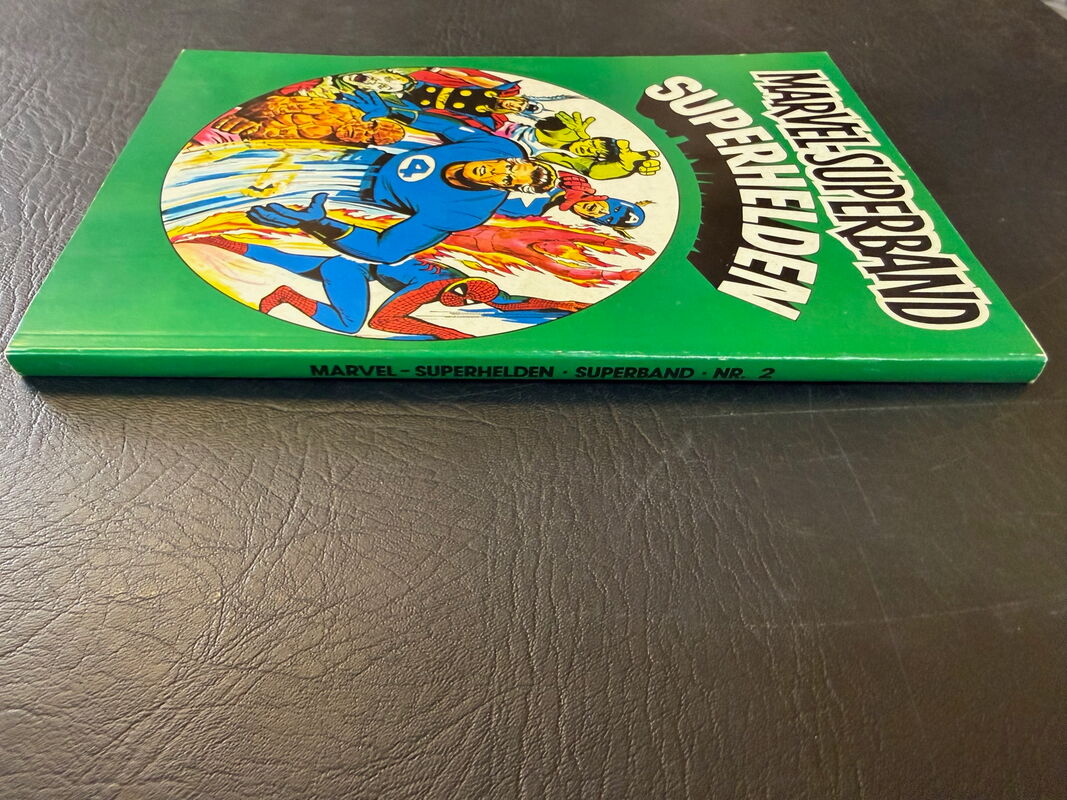 MARVEL-SUPERBAND
SUPERHELDEN
4
MARVEL - SUPERHELDEN · SUPERBAND · NR. 2